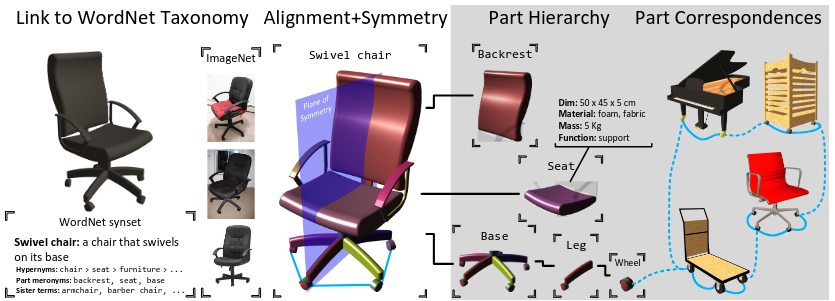 Link to WordNet Taxonomy
Alignment+Symmetry
Part Hierarchy
Part Correspondences
ImageNet
Swivel chair
Plane of
Symmetry
Backrest
Dim: 50 x 45 x 5 cm
Material: foam, fabric
Mass: 5 Kg
Function: support
Seat
Base
Leg
Wheel
WordNet synset
Swivel chair: a chair that swivels
on its base
Hypernyms: chair > seat > furniture > ...
Part meronyms: backrest, seat, base
Sister terms: armchair, barber chair, ...